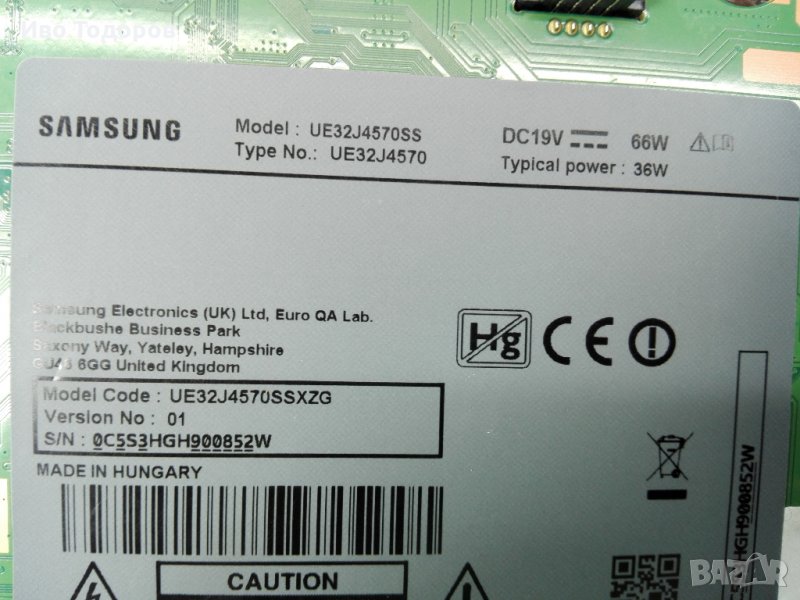 Иво Тодоров
SAMSUNG
Model : UE32J4570SS
Type No.: UE32J4570
DC19V 66W
Typical power : 36W
Samsung Electronics (UK) Ltd, Euro QA Lab.
Blackbushe Business Park
Saxony Way, Yateley, Hampshire
GU46 6GG United Kingdom
Hg
CE
Model Code : UE32J4570SSXZG
Version No : 01
S/N : 0C5S3HGH900852W
MADE IN HUNGARY
HGH900852W
CAUTION
BAZAR